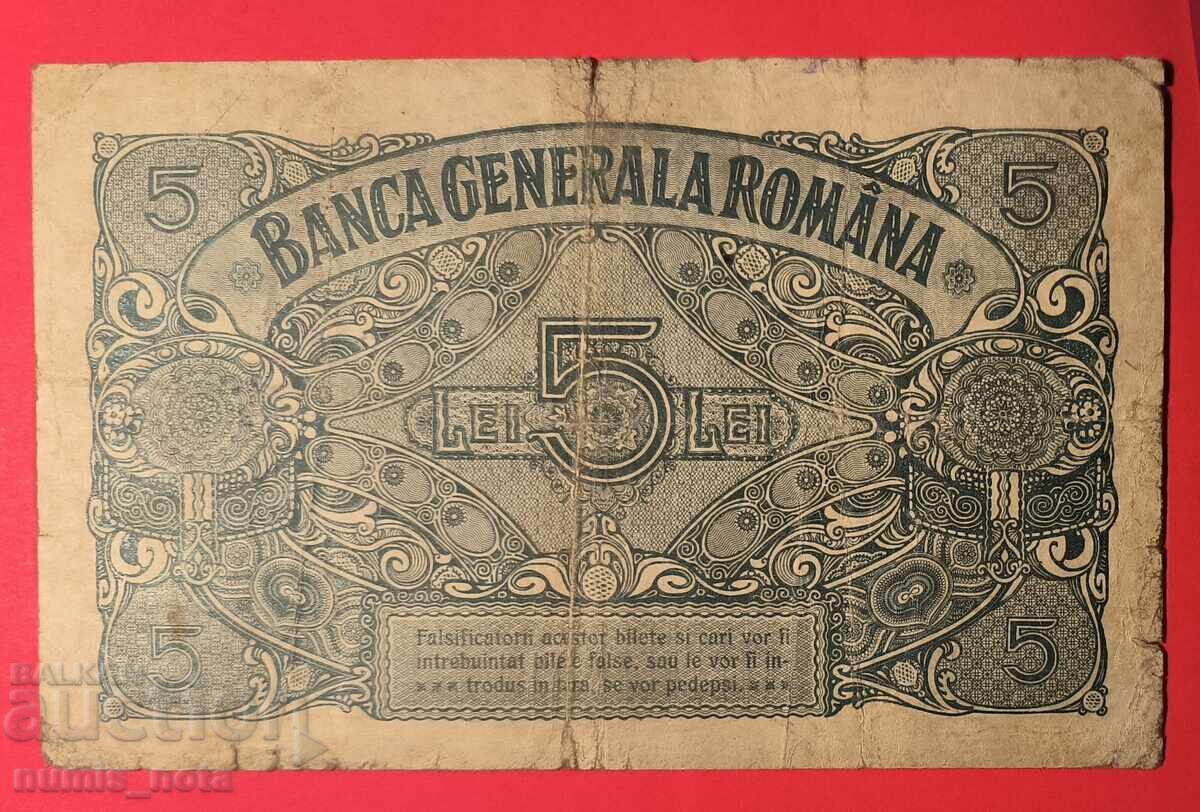 5 5
BANCA GENERALA ROMÂNA
LEI 5 LEI
Falsificatorii acestor bilete si cari vor fi
intrebuintat bilete false, sau le vor fi in-
*** trodus in tara, se vor pedepsi. ***
5 5
BALKAN
auction
numis_nota